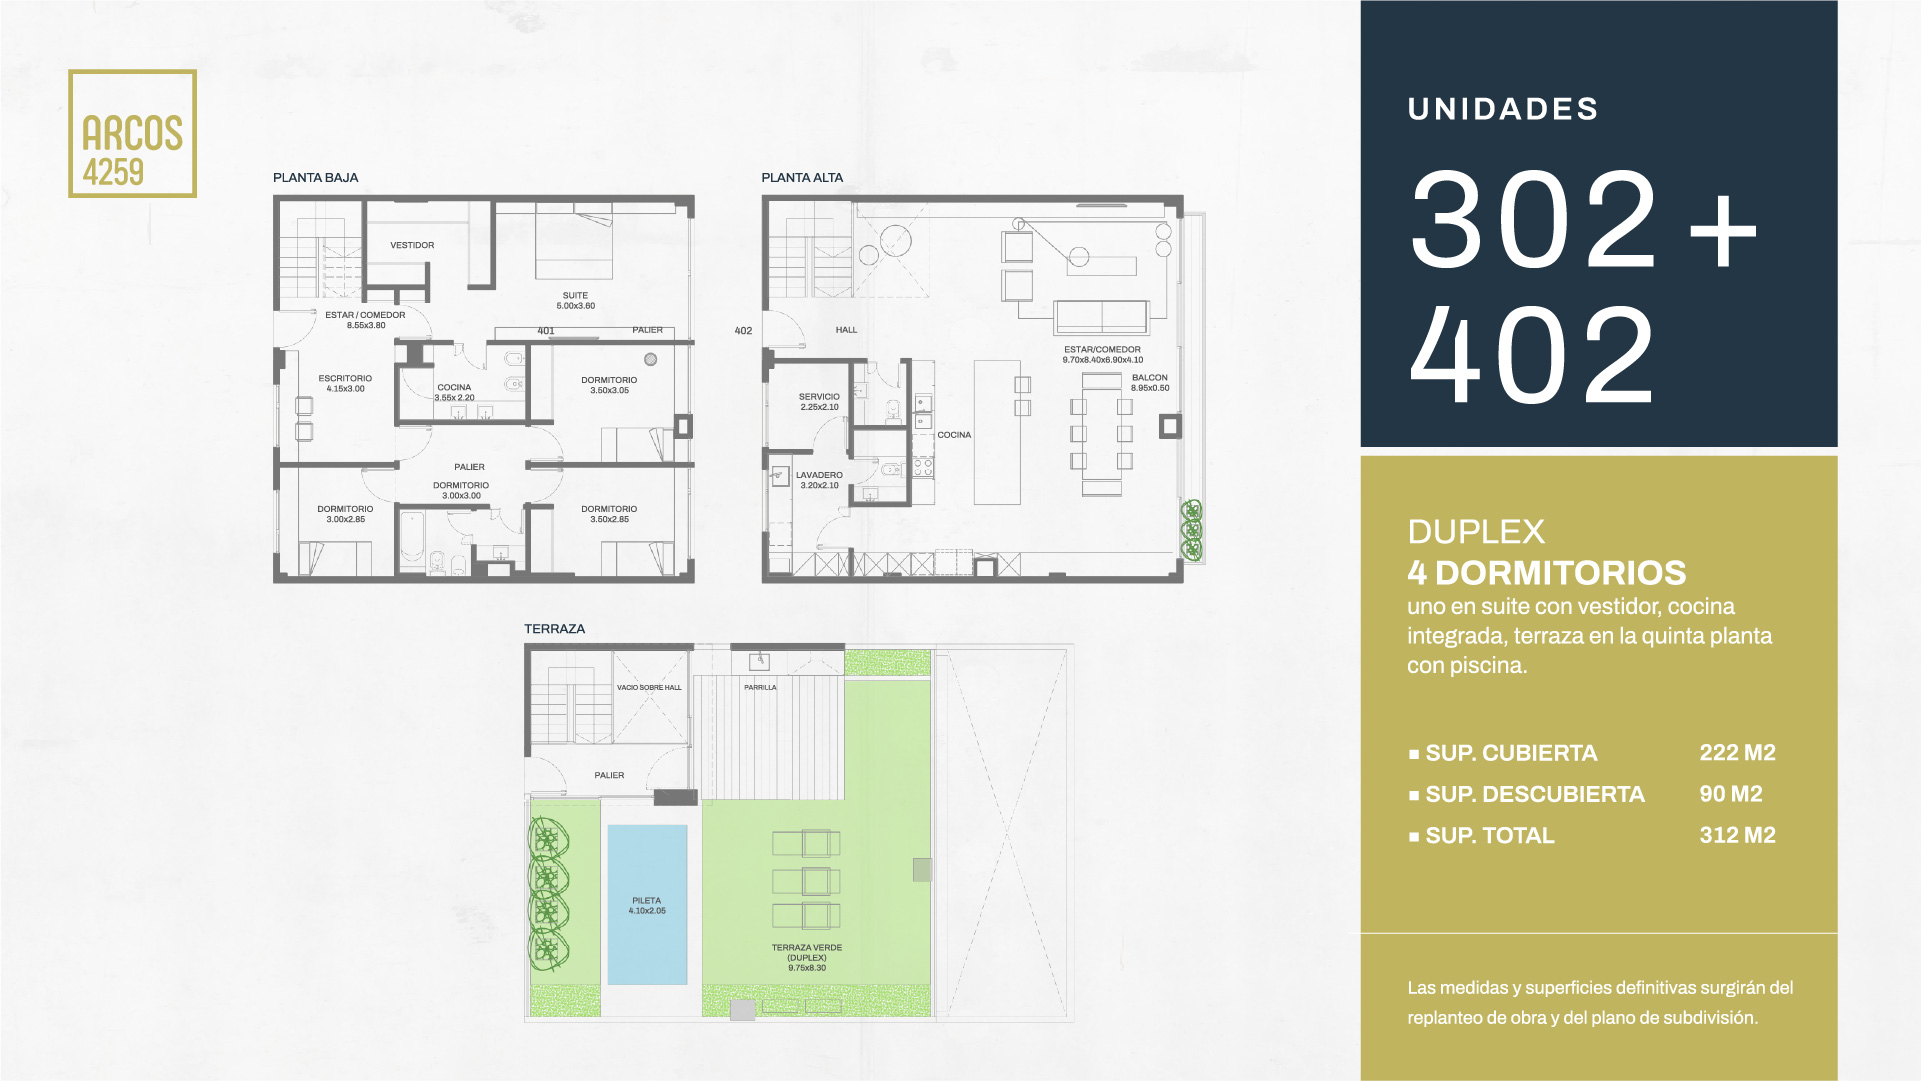 ARCOS
4259
PLANTA BAJA
VESTIDOR
SUITE
5.00x3.60
ESTAR / COMEDOR
8.55x3.80
401
PALIER
ESCRITORIO
4.15x3.00
COCINA
3.55x 2.20
DORMITORIO
3.50x3.05
PALIER
DORMITORIO
3.00x3.00
DORMITORIO
3.00x2.85
DORMITORIO
3.50x2.85
PLANTA ALTA
402
HALL
ESTAR/COMEDOR
9.70x8.40x6.90x4.10
BALCON
8.95x0.50
SERVICIO
2.25x2.10
COCINA
LAVADERO
3.20x2.10
TERRAZA
VACIO SOBRE HALL
PARRILLA
PALIER
PILETA
4.10x2.05
TERRAZA VERDE
(DUPLEX)
9.75x8.30
UNIDADES
302 +
402
DUPLEX
4 DORMITORIOS
uno en suite con vestidor, cocina
integrada, terraza en la quinta planta
con piscina.
▪ SUP. CUBIERTA 222 M2
▪ SUP. DESCUBIERTA 90 M2
▪ SUP. TOTAL 312 M2
Las medidas y superficies definitivas surgirán del
replanteo de obra y del plano de subdivisión.